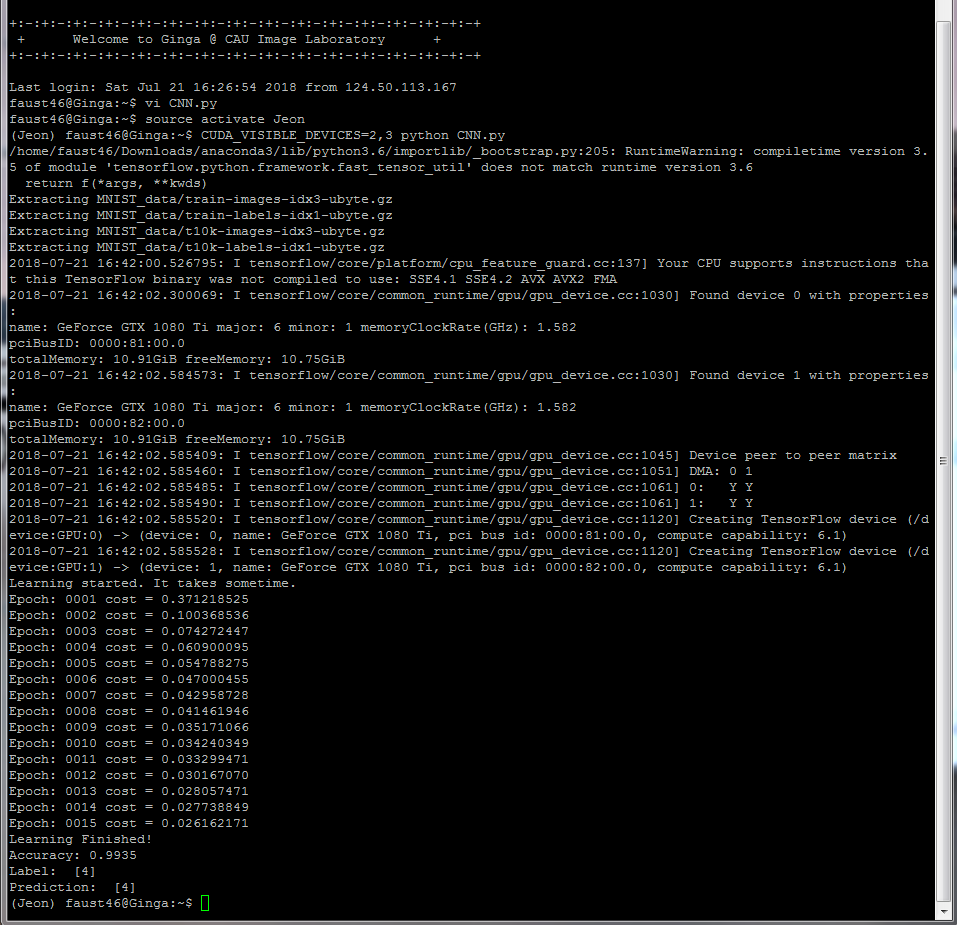 +:-~:+:-~:+:-~:+:-~:+:-~:+:-~:+:-~:+:-~:+:-~:+:-~:+:-~:+:-~:+:-~:+:-~:+:-~+
+      Welcome to Ginga @ CAU Image Laboratory      +
+:-~:+:-~:+:-~:+:-~:+:-~:+:-~:+:-~:+:-~:+:-~:+:-~:+:-~:+:-~:+:-~:+:-~:+:-~+
Last login: Sat Jul 21 16:26:54 2018 from 124.50.113.167
faust46@Ginga:~$ vi CNN.py
faust46@Ginga:~$ source activate Jeon
(Jeon) faust46@Ginga:~$ CUDA_VISIBLE_DEVICES=2,3 python CNN.py
/home/faust46/Downloads/anaconda3/lib/python3.6/importlib/_bootstrap.py:205: RuntimeWarning: compiletime version 3.
5 of module 'tensorflow.python.framework.fast_tensor_util' does not match runtime version 3.6
  return f(*args, **kwds)
Extracting MNIST_data/train-images-idx3-ubyte.gz
Extracting MNIST_data/train-labels-idx1-ubyte.gz
Extracting MNIST_data/t10k-images-idx3-ubyte.gz
Extracting MNIST_data/t10k-labels-idx1-ubyte.gz
2018-07-21 16:42:00.526795: I tensorflow/core/platform/cpu_feature_guard.cc:137] Your CPU supports instructions tha
t this TensorFlow binary was not compiled to use: SSE4.1 SSE4.2 AVX AVX2 FMA
2018-07-21 16:42:02.300069: I tensorflow/core/common_runtime/gpu/gpu_device.cc:1030] Found device 0 with properties
:
name: GeForce GTX 1080 Ti major: 6 minor: 1 memoryClockRate(GHz): 1.582
pciBusID: 0000:81:00.0
totalMemory: 10.91GiB freeMemory: 10.75GiB
2018-07-21 16:42:02.584573: I tensorflow/core/common_runtime/gpu/gpu_device.cc:1030] Found device 1 with properties
:
name: GeForce GTX 1080 Ti major: 6 minor: 1 memoryClockRate(GHz): 1.582
pciBusID: 0000:82:00.0
totalMemory: 10.91GiB freeMemory: 10.75GiB
2018-07-21 16:42:02.585409: I tensorflow/core/common_runtime/gpu/gpu_device.cc:1045] Device peer to peer matrix
2018-07-21 16:42:02.585460: I tensorflow/core/common_runtime/gpu/gpu_device.cc:1051] DMA: 0 1
2018-07-21 16:42:02.585485: I tensorflow/core/common_runtime/gpu/gpu_device.cc:1061] 0:   Y Y
2018-07-21 16:42:02.585490: I tensorflow/core/common_runtime/gpu/gpu_device.cc:1061] 1:   Y Y
2018-07-21 16:42:02.585520: I tensorflow/core/common_runtime/gpu/gpu_device.cc:1120] Creating TensorFlow device (/d
evice:GPU:0) -> (device: 0, name: GeForce GTX 1080 Ti, pci bus id: 0000:81:00.0, compute capability: 6.1)
2018-07-21 16:42:02.585528: I tensorflow/core/common_runtime/gpu/gpu_device.cc:1120] Creating TensorFlow device (/d
evice:GPU:1) -> (device: 1, name: GeForce GTX 1080 Ti, pci bus id: 0000:82:00.0, compute capability: 6.1)
Learning started. It takes sometime.
Epoch: 0001 cost = 0.371218525
Epoch: 0002 cost = 0.100368536
Epoch: 0003 cost = 0.074272447
Epoch: 0004 cost = 0.060900095
Epoch: 0005 cost = 0.054788275
Epoch: 0006 cost = 0.047000455
Epoch: 0007 cost = 0.042958728
Epoch: 0008 cost = 0.041461946
Epoch: 0009 cost = 0.035171066
Epoch: 0010 cost = 0.034240349
Epoch: 0011 cost = 0.033299471
Epoch: 0012 cost = 0.030167070
Epoch: 0013 cost = 0.028057471
Epoch: 0014 cost = 0.027738849
Epoch: 0015 cost = 0.026162171
Learning Finished!
Accuracy: 0.9935
Label:  [4]
Prediction:  [4]
(Jeon) faust46@Ginga:~$